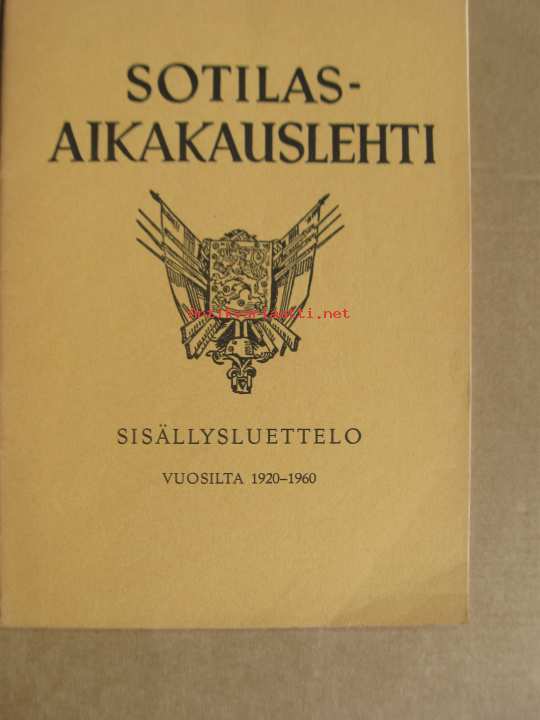 SOTILAS-
AIKAKAUSLEHTI
SISÄLLYSLUETTELO
VUOSILTA 1920–1960